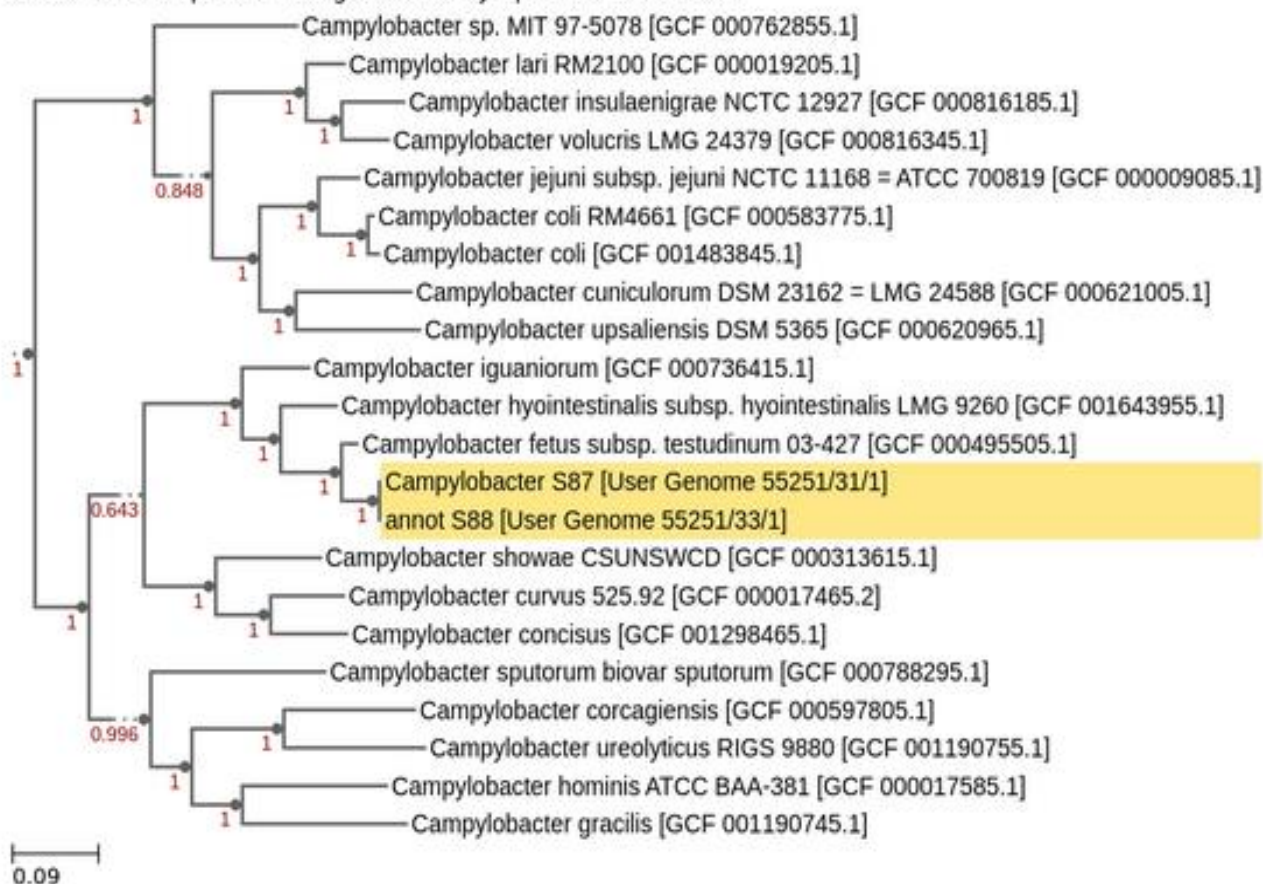 Campylobacter sp. MIT 97-5078 [GCF 000762855.1]
Campylobacter lari RM2100 [GCF 000019205.1]
1
1
Campylobacter insulaenigrae NCTC 12927 [GCF 000816185.1]
1
Campylobacter volucris LMG 24379 [GCF 000816345.1]
0.848
Campylobacter jejuni subsp. jejuni NCTC 11168 = ATCC 700819 [GCF 000009085.1]
1
Campylobacter coli RM4661 [GCF 000583775.1]
1
Campylobacter coli [GCF 001483845.1]
1
Campylobacter cuniculorum DSM 23162 = LMG 24588 [GCF 000621005.1]
1
Campylobacter upsaliensis DSM 5365 [GCF 000620965.1]
1
Campylobacter iguaniorum [GCF 000736415.1]
1
Campylobacter hyointestinalis subsp. hyointestinalis LMG 9260 [GCF 001643955.1]
1
Campylobacter fetus subsp. testudinum 03-427 [GCF 000495505.1]
1
Campylobacter S87 [User Genome 55251/31/1]
0.643
1
annot S88 [User Genome 55251/33/1]
Campylobacter showae CSUNSWCD [GCF 000313615.1]
1
Campylobacter curvus 525.92 [GCF 000017465.2]
1
1
Campylobacter concisus [GCF 001298465.1]
Campylobacter sputorum biovar sputorum [GCF 000788295.1]
0.996
Campylobacter corcagiensis [GCF 000597805.1]
1
Campylobacter ureolyticus RIGS 9880 [GCF 001190755.1]
1
Campylobacter hominis ATCC BAA-381 [GCF 000017585.1]
1
Campylobacter gracilis [GCF 001190745.1]
0.09